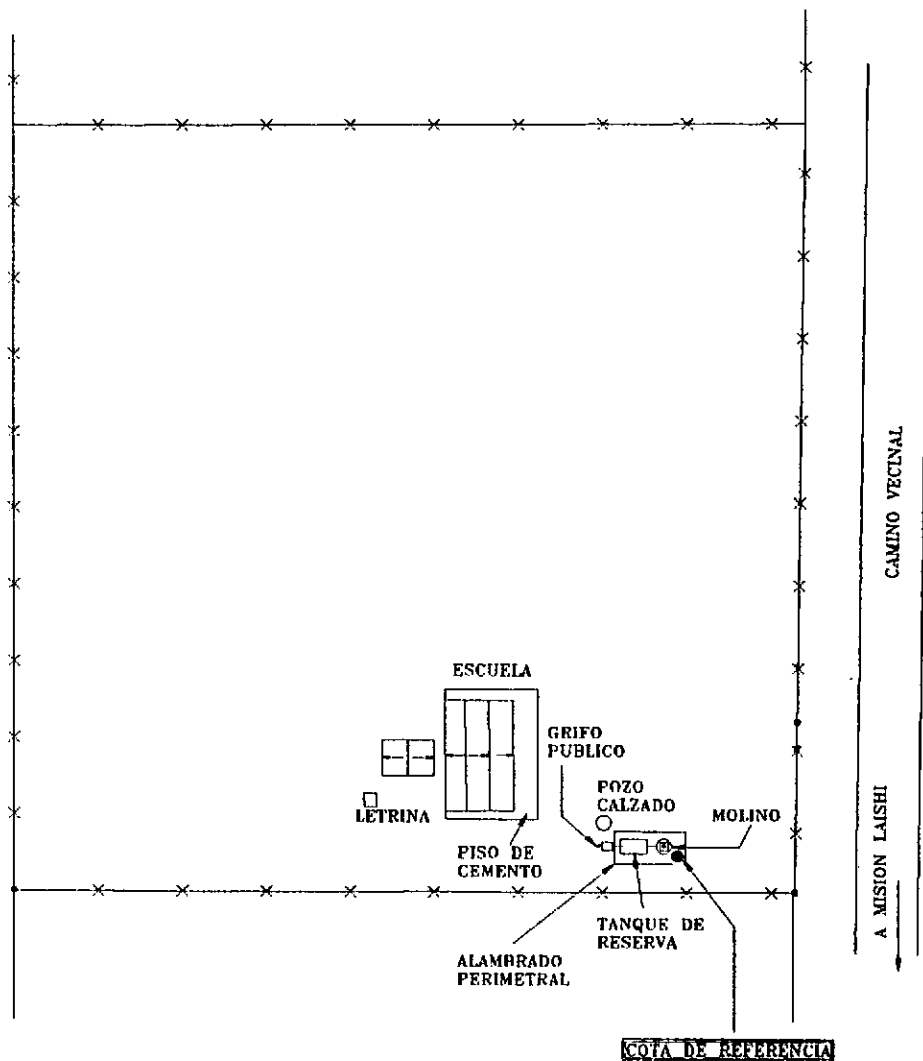 CAMINO VECINAL
A MISION LAISHI
ESCUELA
GRIFO
PUBLICO
POZO
CALZADO
MOLINO
LETRINA
PISO DE
CEMENTO
TANQUE DE
RESERVA
ALAMBRADO
PERIMETRAL
COTA DE REFERENCIA